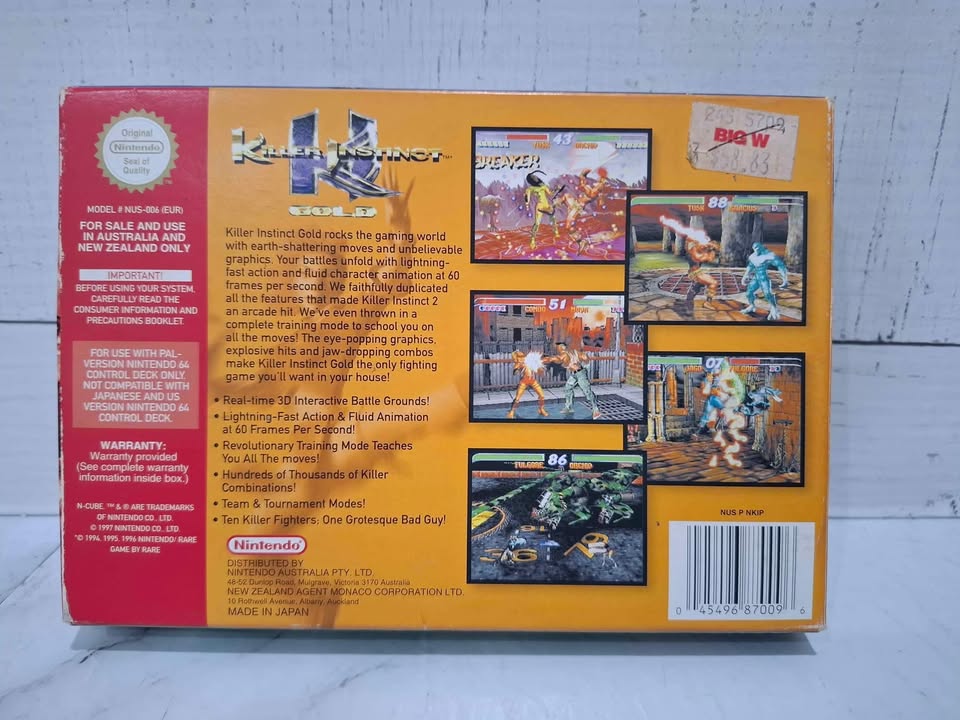 Original
Nintendo
Seal of
Quality
MODEL # NUS-006 (EUR)
FOR SALE AND USE
IN AUSTRALIA AND
NEW ZEALAND ONLY
IMPORTANT!
BEFORE USING YOUR SYSTEM,
CAREFULLY READ THE
CONSUMER INFORMATION AND
PRECAUTIONS BOOKLET.
FOR USE WITH PAL-
VERSION NINTENDO 64
CONTROL DECK ONLY.
NOT COMPATIBLE WITH
JAPANESE AND US
VERSION NINTENDO 64
CONTROL DECK.
WARRANTY:
Warranty provided
(See complete warranty
information inside box.)
N-CUBE, ™ & ® ARE TRADEMARKS
OF NINTENDO CO., LTD.
© 1997 NINTENDO CO., LTD.
"© 1994, 1995, 1996 NINTENDO/ RARE
GAME BY RARE
KILLER INSTINCT™
GOLD
Killer Instinct Gold rocks the gaming world
with earth-shattering moves and unbelievable
graphics. Your battles unfold with lightning-
fast action and fluid character animation at 60
frames per second. We faithfully duplicated
all the features that made Killer Instinct 2
an arcade hit. We've even thrown in a
complete training mode to school you on
all the moves! The eye-popping graphics,
explosive hits and jaw-dropping combos
make Killer Instinct Gold the only fighting
game you'll want in your house!
• Real-time 3D Interactive Battle Grounds!
• Lightning-Fast Action & Fluid Animation
at 60 Frames Per Second!
• Revolutionary Training Mode Teaches
You All The moves!
• Hundreds of Thousands of Killer
Combinations!
• Team & Tournament Modes!
• Ten Killer Fighters; One Grotesque Bad Guy!
Nintendo®
DISTRIBUTED BY
NINTENDO AUSTRALIA PTY. LTD.
48-52 Dunlop Road, Mulgrave, Victoria 3170 Australia
NEW ZEALAND AGENT MONACO CORPORATION LTD.
10 Rothwell Avenue, Albany, Auckland
MADE IN JAPAN
43
TUSK ORCHID
BREAKER
BIG W
88
TUSK GLACIUS
51
COMBO MAYA
07
JAGO FULGORE
86
FULGORE ORCHID
NUS P NKIP
0 45496 87009 6